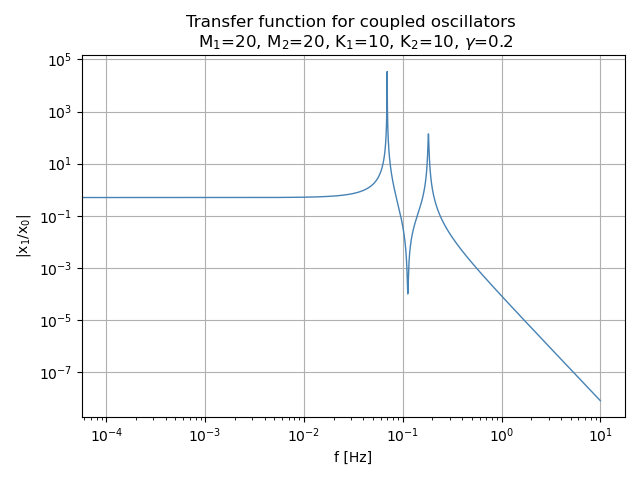 Transfer function for coupled oscillators
M₁=20, M₂=20, K₁=10, K₂=10, γ=0.2
10⁵
10³
10¹
10⁻¹
10⁻³
10⁻⁵
10⁻⁷
|x₁/x₀|
10⁻⁴ 10⁻³ 10⁻² 10⁻¹ 10⁰ 10¹
f [Hz]